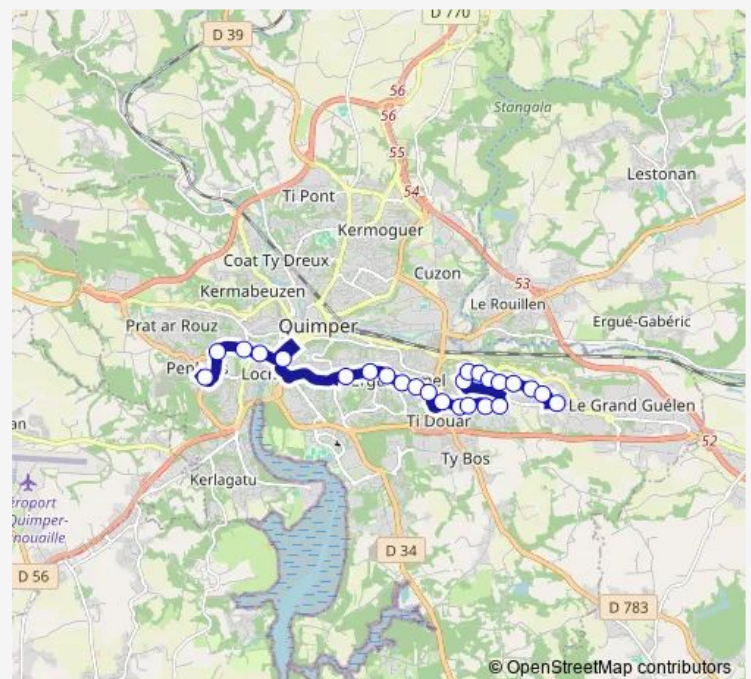 D 770
D 39
56
56
Stangala
55
Lestonan
54
Ti Pont
Kermoguer
Coat Ty Dreux
Cuzon
53
Kermabeuzen
Le Rouillen
Prat ar Rouz
Quimper
Ergué-Gabéric
Le Grand Guélen
Ti Douar
52
Ty Bos
Kerlagatu
D 34
D 56
D 783
© OpenStreetMap contributors